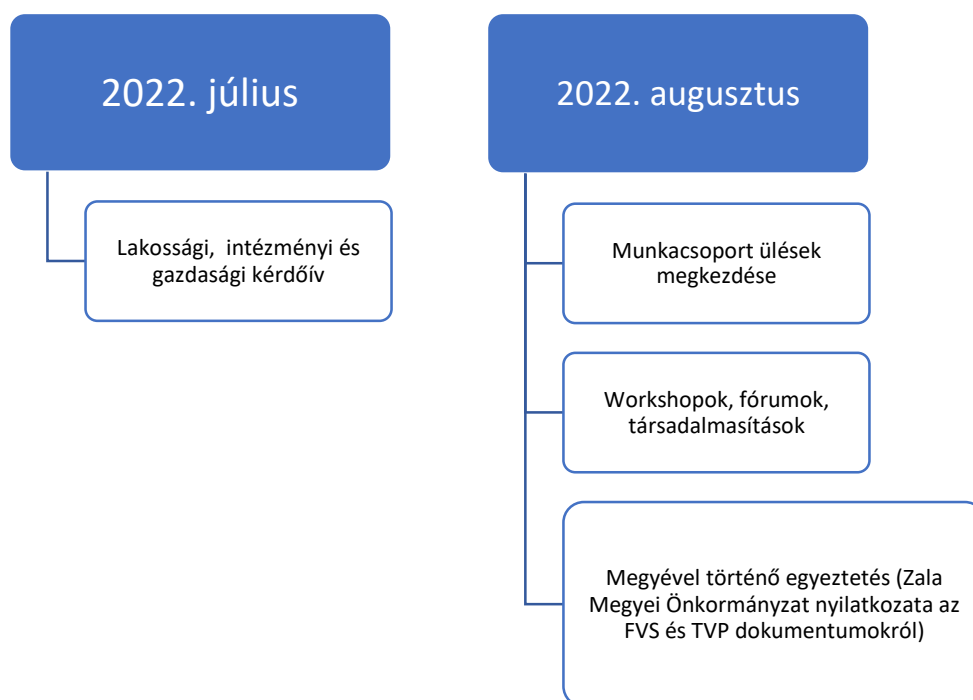 2022. július
Lakossági, intézményi és
gazdasági kérdőív
2022. augusztus
Munkacsoport ülések
megkezdése
Workshopok, fórumok,
társadalmasítások
Megyével történő egyeztetés (Zala
Megyei Önkormányzat nyilatkozata az
FVS és TVP dokumentumokról)